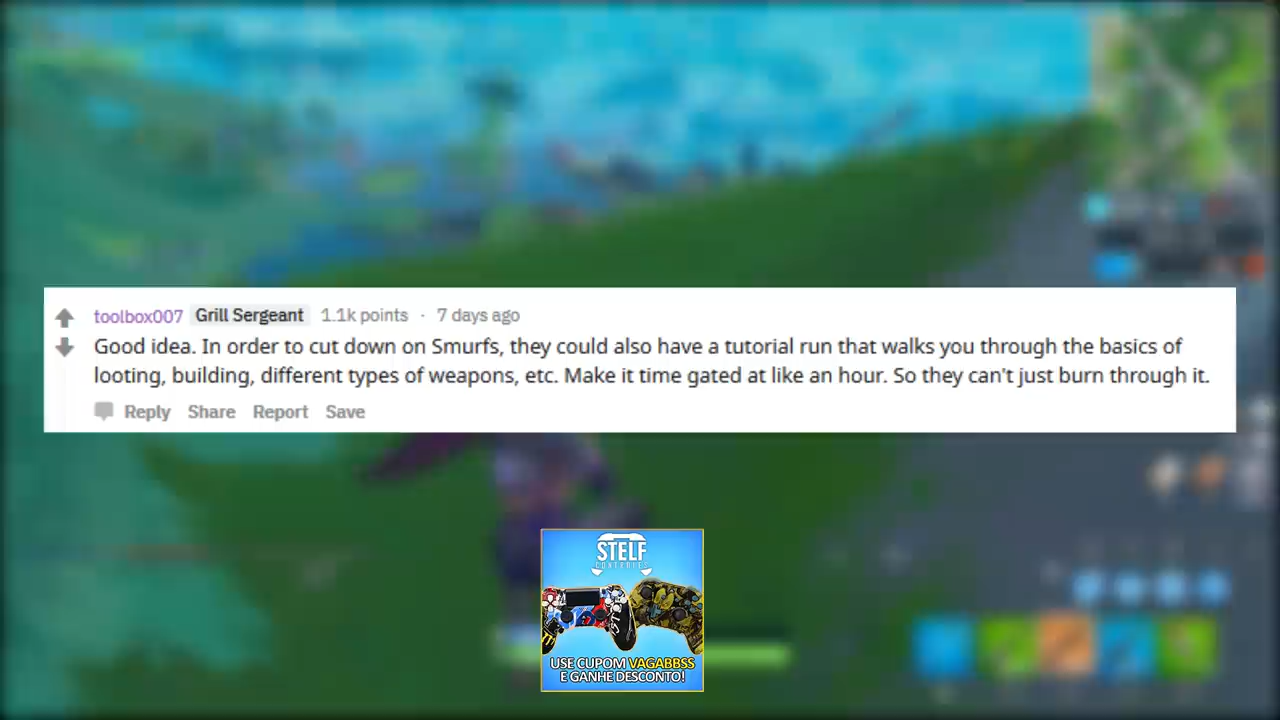 toolbox007 Grill Sergeant 1.1k points · 7 days ago
Good idea. In order to cut down on Smurfs, they could also have a tutorial run that walks you through the basics of
looting, building, different types of weapons, etc. Make it time gated at like an hour. So they can't just burn through it.
Reply Share Report Save
STELF
CONTROLES
USE CUPOM VAGABBSS
E GANHE DESCONTO!